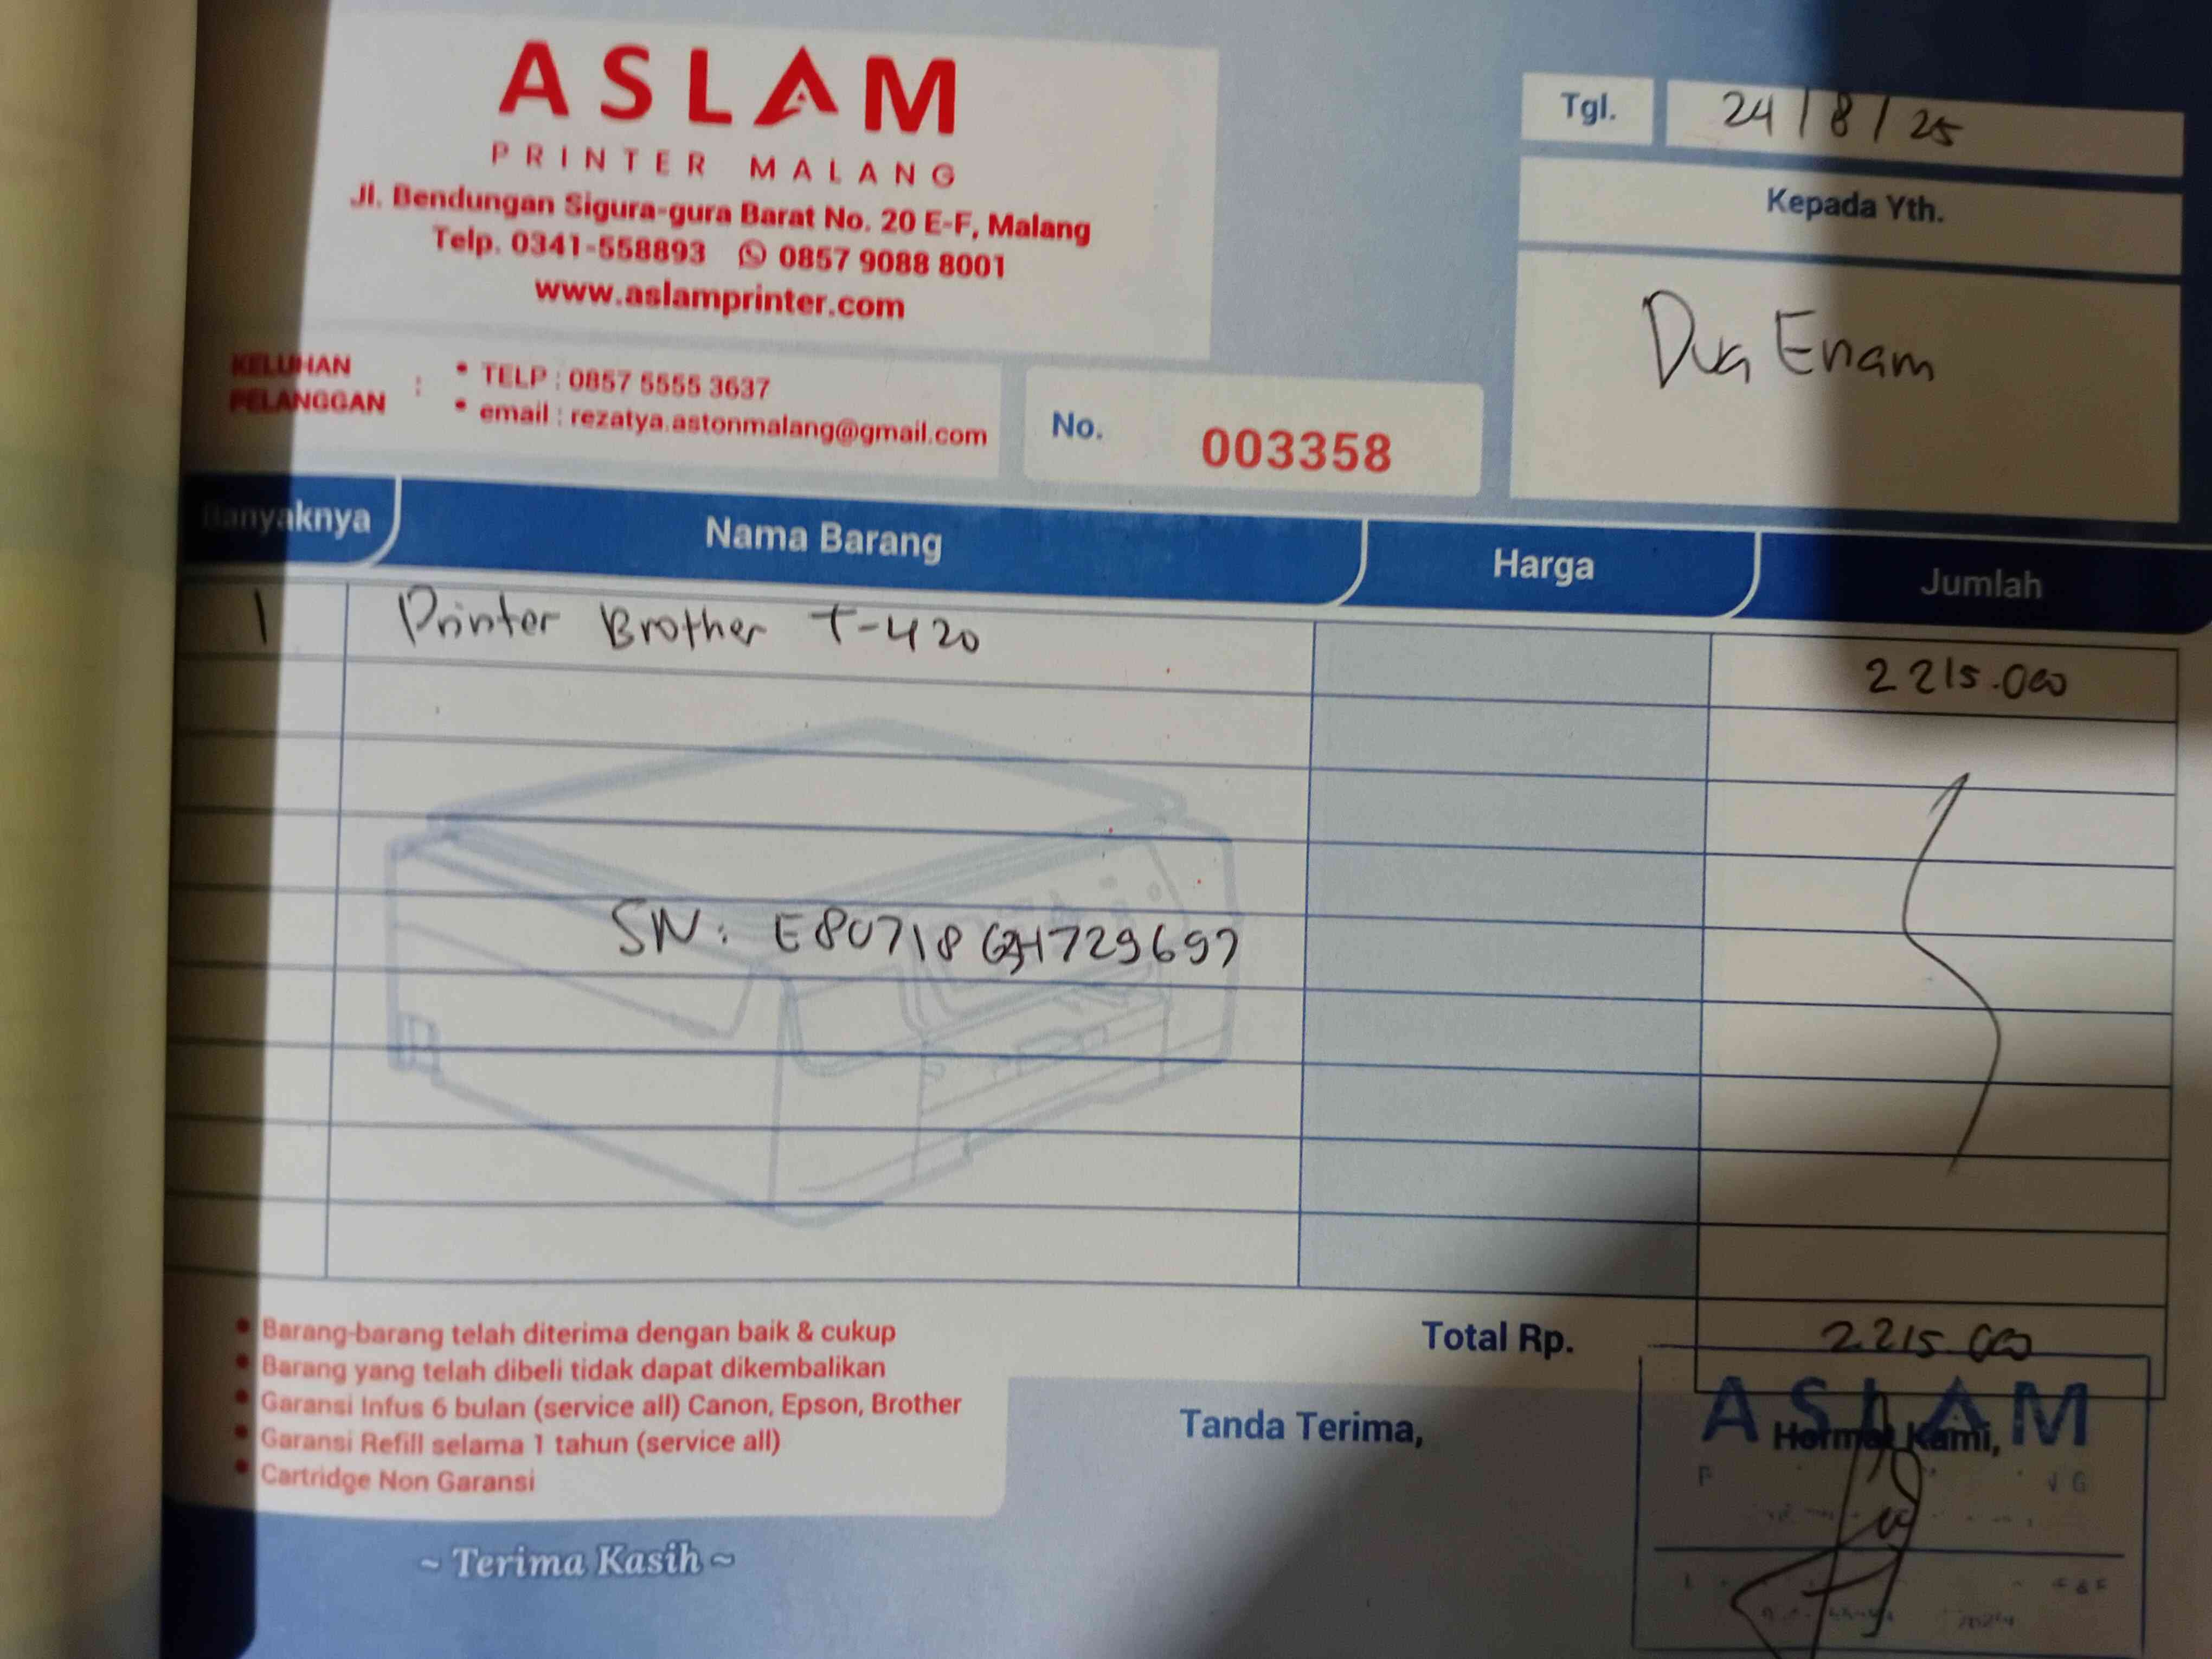 ASLAM
PRINTER MALANG
Jl. Bendungan Sigura-gura Barat No. 20 E-F, Malang
Telp. 0341-558893 0857 9088 8001
www.aslamprinter.com
KELUHAN PELANGGAN :
• TELP : 0857 5555 3637
• email : rezatya.astonmalang@gmail.com
No. 003358
Tgl. 24/8/25
Kepada Yth.
Dua Enam
Banyaknya Nama Barang Harga Jumlah
1 Printer Brother T-420 2 215.000
SN:
Total Rp. 2 215.000
• Barang-barang telah diterima dengan baik & cukup
• Barang yang telah dibeli tidak dapat dikembalikan
• Garansi Infus 6 bulan (service all) Canon, Epson, Brother
• Garansi Refill selama 1 tahun (service all)
• Cartridge Non Garansi
Tanda Terima,
Hormat Kami,
ASLAM
~ Terima Kasih ~